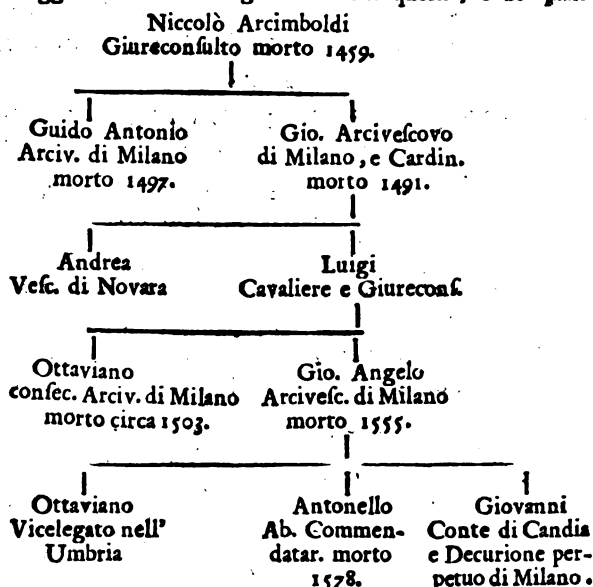 Niccolò Arcimboldi
Giureconſulto morto 1459.
Guido Antonio
Arciv. di Milano
morto 1497.
Gio. Arciveſcovo
di Milano, e Cardin.
morto 1491.
Andrea
Veſc. di Novara
Luigi
Cavaliere e Giureconſ.
Ottaviano
conſec. Arciv. di Milano
morto circa 1503.
Gio. Angelo
Arciveſc. di Milano
morto 1555.
Ottaviano
Vicelegato nell'
Umbria
Antonello
Ab. Commen-
datar. morto
1578.
Giovanni
Conte di Candia
e Decurione per-
petuo di Milano.